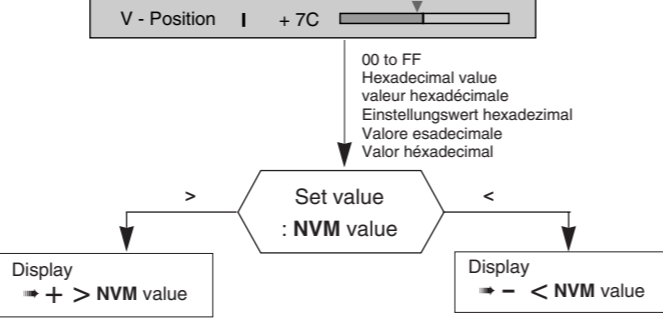 V - Position I + 7C
00 to FF
Hexadecimal value
valeur hexadécimale
Einstellungswert hexadezimal
Valore esadecimale
Valor héxadecimal
> Set value <
: NVM value
Display
➠ + > NVM value
Display
➠ - < NVM value